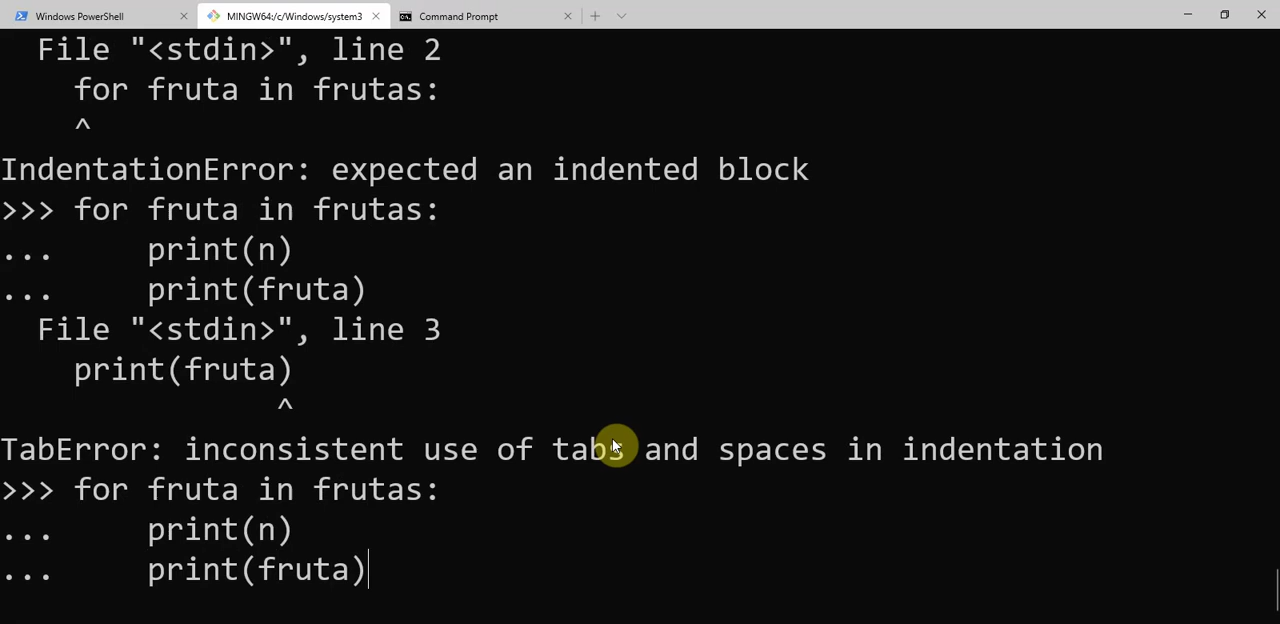 Windows PowerShell
MINGW64:/c/Windows/system3
Command Prompt
  File "<stdin>", line 2
    for fruta in frutas:
    ^
IndentationError: expected an indented block
>>> for fruta in frutas:
...     print(n)
...     print(fruta)
  File "<stdin>", line 3
    print(fruta)
               ^
TabError: inconsistent use of tabs and spaces in indentation
>>> for fruta in frutas:
...     print(n)
...     print(fruta)